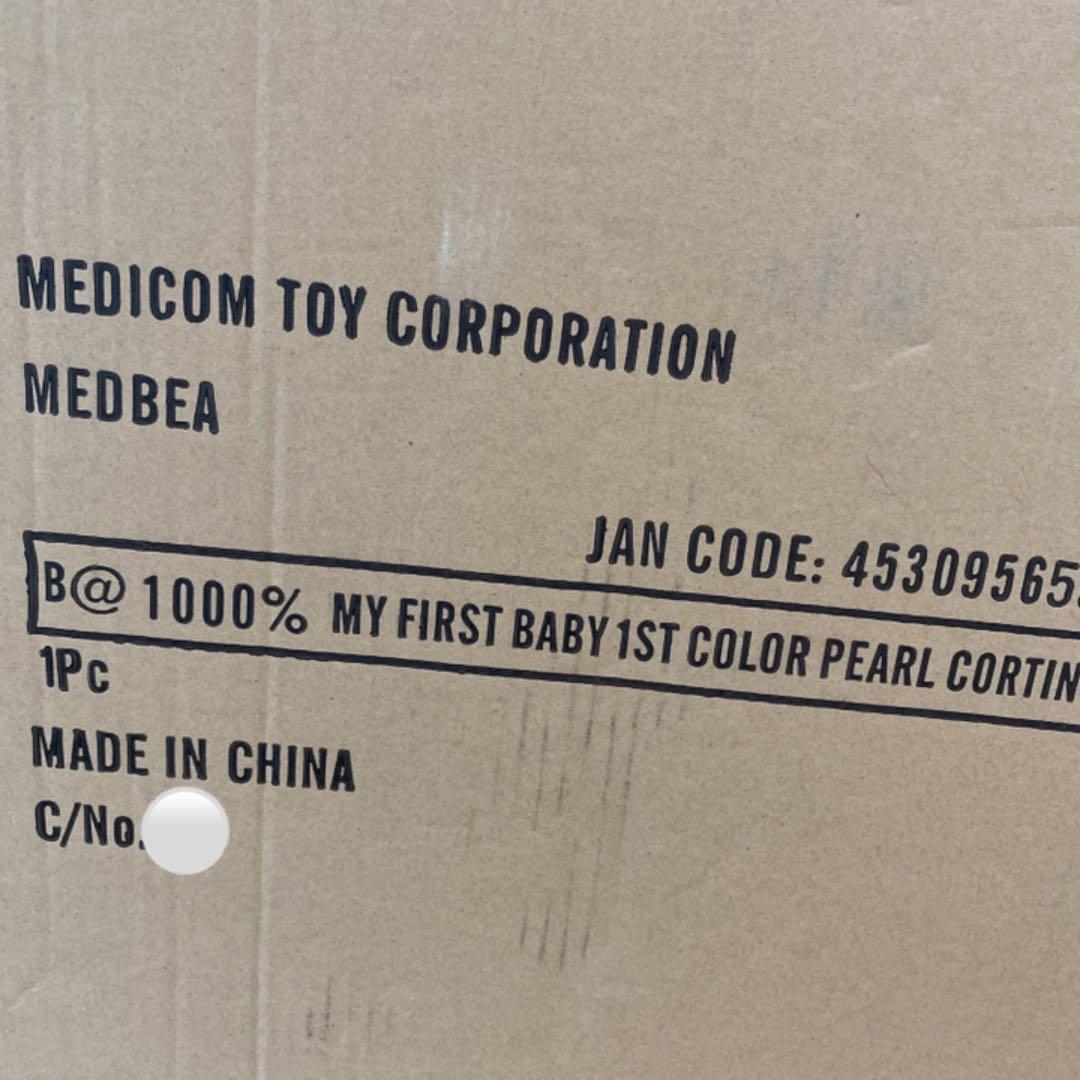 MEDICOM TOY CORPORATION
MEDBEA
JAN CODE: 45309565
B@ 1000% MY FIRST BABY 1ST COLOR PEARL CORTIN
1Pc
MADE IN CHINA
C/No.